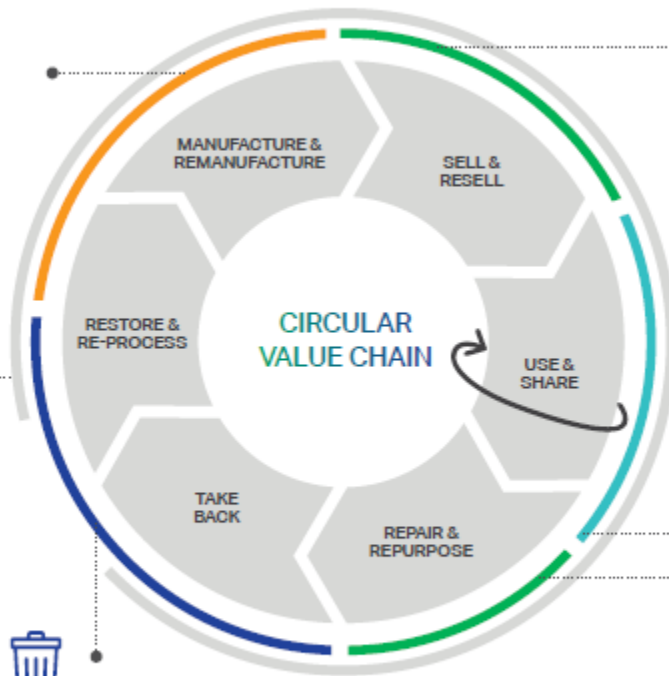 MANUFACTURE &
REMANUFACTURE
SELL &
RESELL
RESTORE &
RE-PROCESS
CIRCULAR
VALUE CHAIN
USE &
SHARE
TAKE
BACK
REPAIR &
REPURPOSE